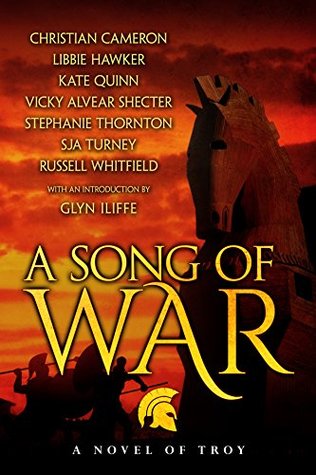 CHRISTIAN CAMERON
LIBBIE HAWKER
KATE QUINN
VICKY ALVEAR SHECTER
STEPHANIE THORNTON
SJA TURNEY
RUSSELL WHITFIELD
WITH AN INTRODUCTION BY
GLYN ILIFFE
A SONG OF
WAR
A NOVEL OF TROY